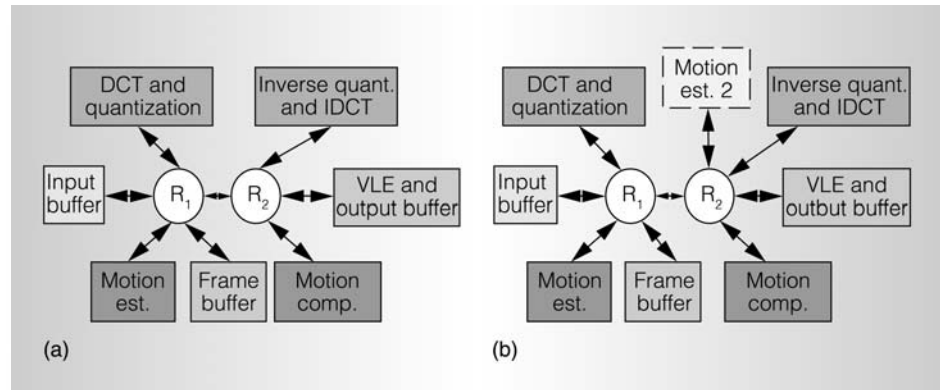 DCT and
quantization
Inverse quant.
and IDCT
Input
buffer
R1
R2
VLE and
output buffer
Motion
est.
Frame
buffer
Motion
comp.
(a)
DCT and
quantization
Motion
est. 2
Inverse quant.
and IDCT
Input
buffer
R1
R2
VLE and
outbut buffer
Motion
est.
Frame
buffer
Motion
comp.
(b)